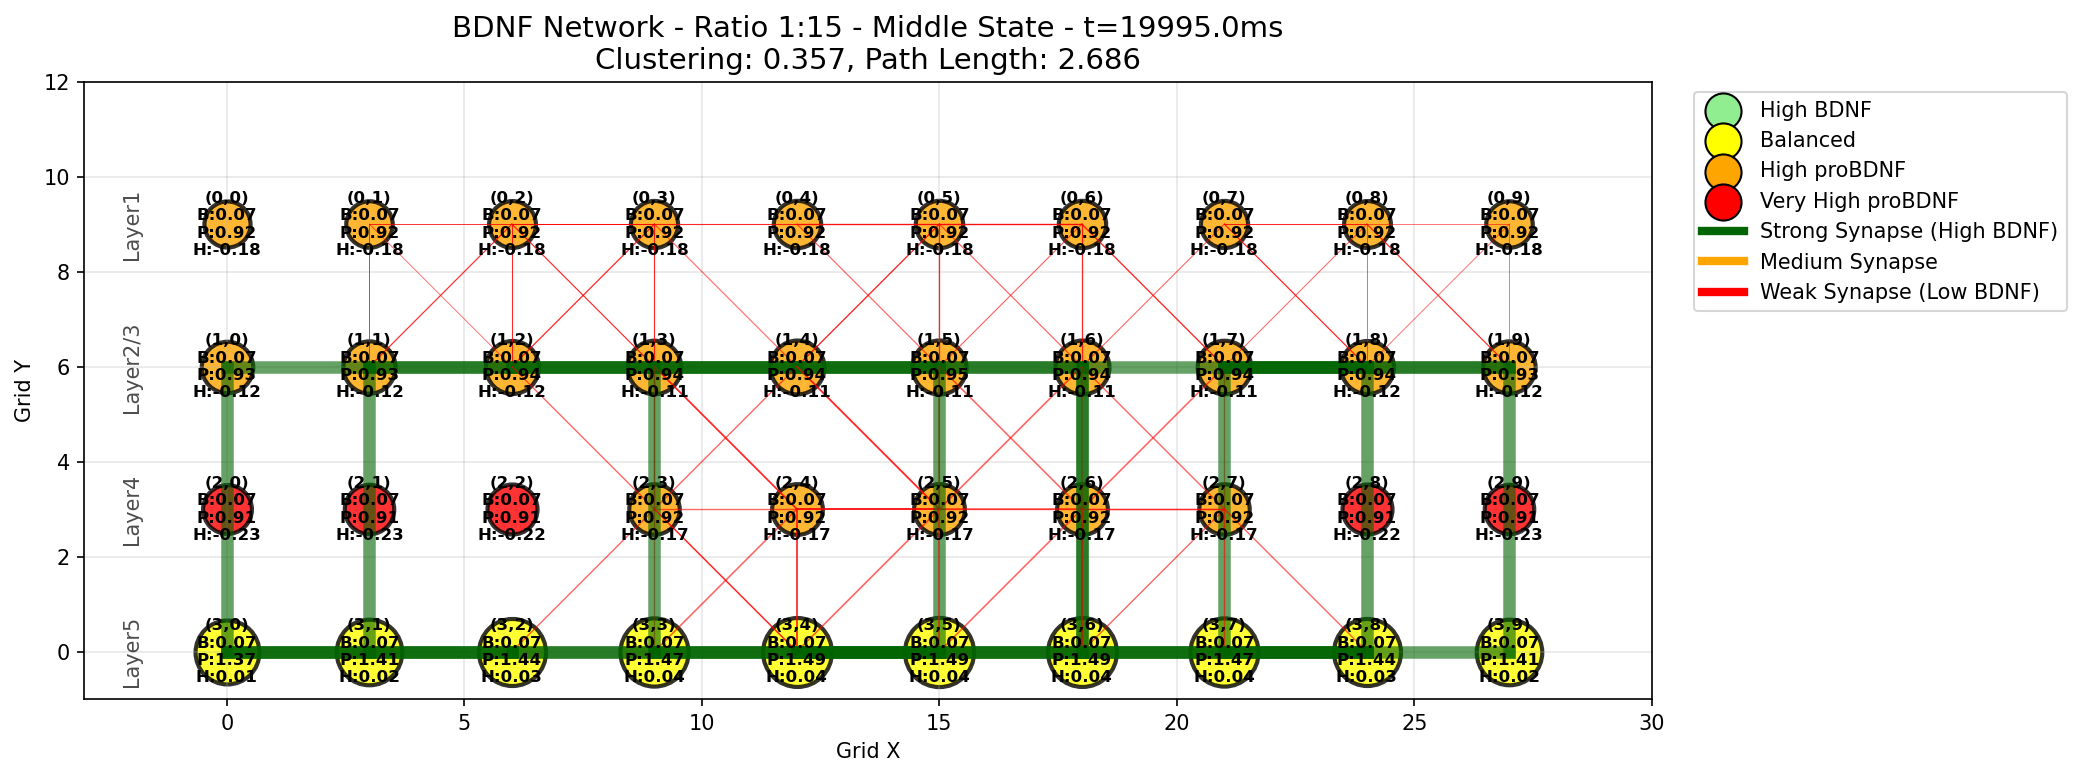 BDNF Network - Ratio 1:15 - Middle State - t=19995.0ms
Clustering: 0.357, Path Length: 2.686
12
10
8
6
4
2
0
Grid Y
Layer1
Layer2/3
Layer4
Layer5
(0,0) (0,1) (0,2) (0,3) (0,4) (0,5) (0,6) (0,7) (0,8) (0,9)
B:0.07 B:0.07 B:0.07 B:0.07 B:0.07 B:0.07 B:0.07 B:0.07 B:0.07 B:0.07
P:0.92 P:0.92 P:0.92 P:0.92 P:0.92 P:0.92 P:0.92 P:0.92 P:0.92 P:0.92
H:-0.18 H:-0.18 H:-0.18 H:-0.18 H:-0.18 H:-0.18 H:-0.18 H:-0.18 H:-0.18 H:-0.18
(1,0) (1,1) (1,2) (1,3) (1,4) (1,5) (1,6) (1,7) (1,8) (1,9)
B:0.07 B:0.07 B:0.07 B:0.07 B:0.07 B:0.07 B:0.07 B:0.07 B:0.07 B:0.07
P:0.93 P:0.93 P:0.94 P:0.94 P:0.94 P:0.95 P:0.94 P:0.94 P:0.94 P:0.93
H:-0.12 H:-0.12 H:-0.12 H:-0.11 H:-0.11 H:-0.11 H:-0.11 H:-0.11 H:-0.12 H:-0.12
(2,0) (2,1) (2,2) (2,3) (2,4) (2,5) (2,6) (2,7) (2,8) (2,9)
B:0.07 B:0.07 B:0.07 B:0.07 B:0.07 B:0.07 B:0.07 B:0.07 B:0.07 B:0.07
P:0.91 P:0.91 P:0.91 P:0.92 P:0.92 P:0.92 P:0.92 P:0.92 P:0.91 P:0.91
H:-0.23 H:-0.23 H:-0.22 H:-0.17 H:-0.17 H:-0.17 H:-0.17 H:-0.17 H:-0.22 H:-0.23
(3,0) (3,1) (3,2) (3,3) (3,4) (3,5) (3,6) (3,7) (3,8) (3,9)
B:0.07 B:0.07 B:0.07 B:0.07 B:0.07 B:0.07 B:0.07 B:0.07 B:0.07 B:0.07
P:1.37 P:1.41 P:1.44 P:1.47 P:1.49 P:1.49 P:1.49 P:1.47 P:1.44 P:1.41
H:0.01 H:0.02 H:0.03 H:0.04 H:0.04 H:0.04 H:0.04 H:0.04 H:0.03 H:0.02
0 5 10 15 20 25 30
Grid X
High BDNF
Balanced
High proBDNF
Very High proBDNF
Strong Synapse (High BDNF)
Medium Synapse
Weak Synapse (Low BDNF)